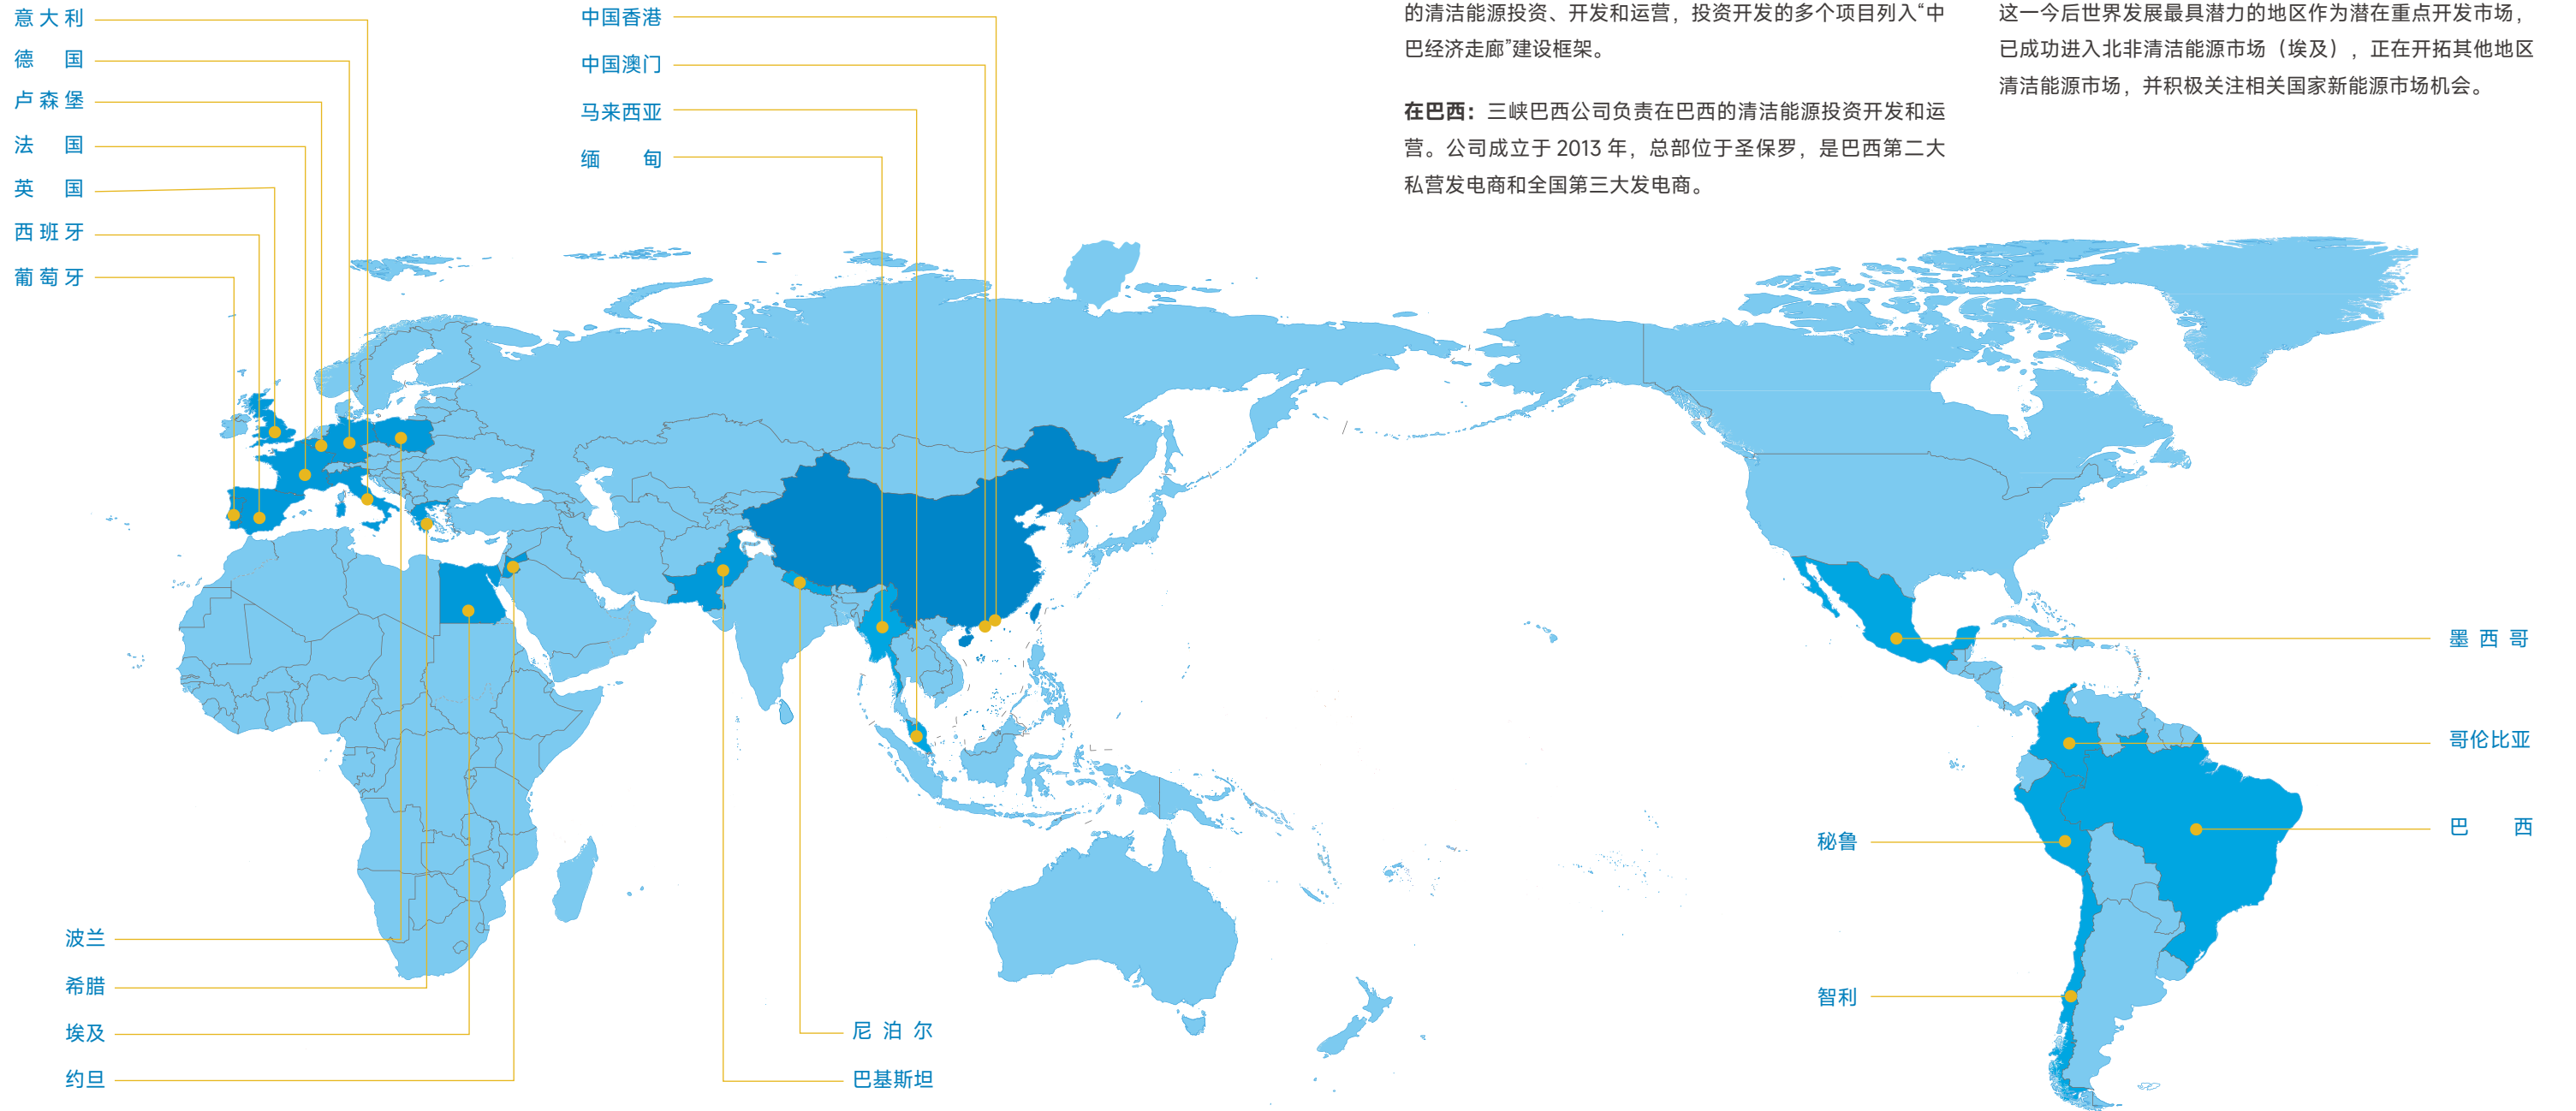 意大利
德国
卢森堡
法国
英国
西班牙
葡萄牙
中国香港
中国澳门
马来西亚
缅甸
的清洁能源投资、开发和运营，投资开发的多个项目列入“中
巴经济走廊”建设框架。
在巴西：三峡巴西公司负责在巴西的清洁能源投资开发和运
营。公司成立于 2013 年，总部位于圣保罗，是巴西第二大
私营发电商和全国第三大发电商。
这一今后世界发展最具潜力的地区作为潜在重点开发市场，
已成功进入北非清洁能源市场（埃及），正在开拓其他地区
清洁能源市场，并积极关注相关国家新能源市场机会。
墨西哥
哥伦比亚
巴西
秘鲁
智利
波兰
希腊
埃及
约旦
尼泊尔
巴基斯坦